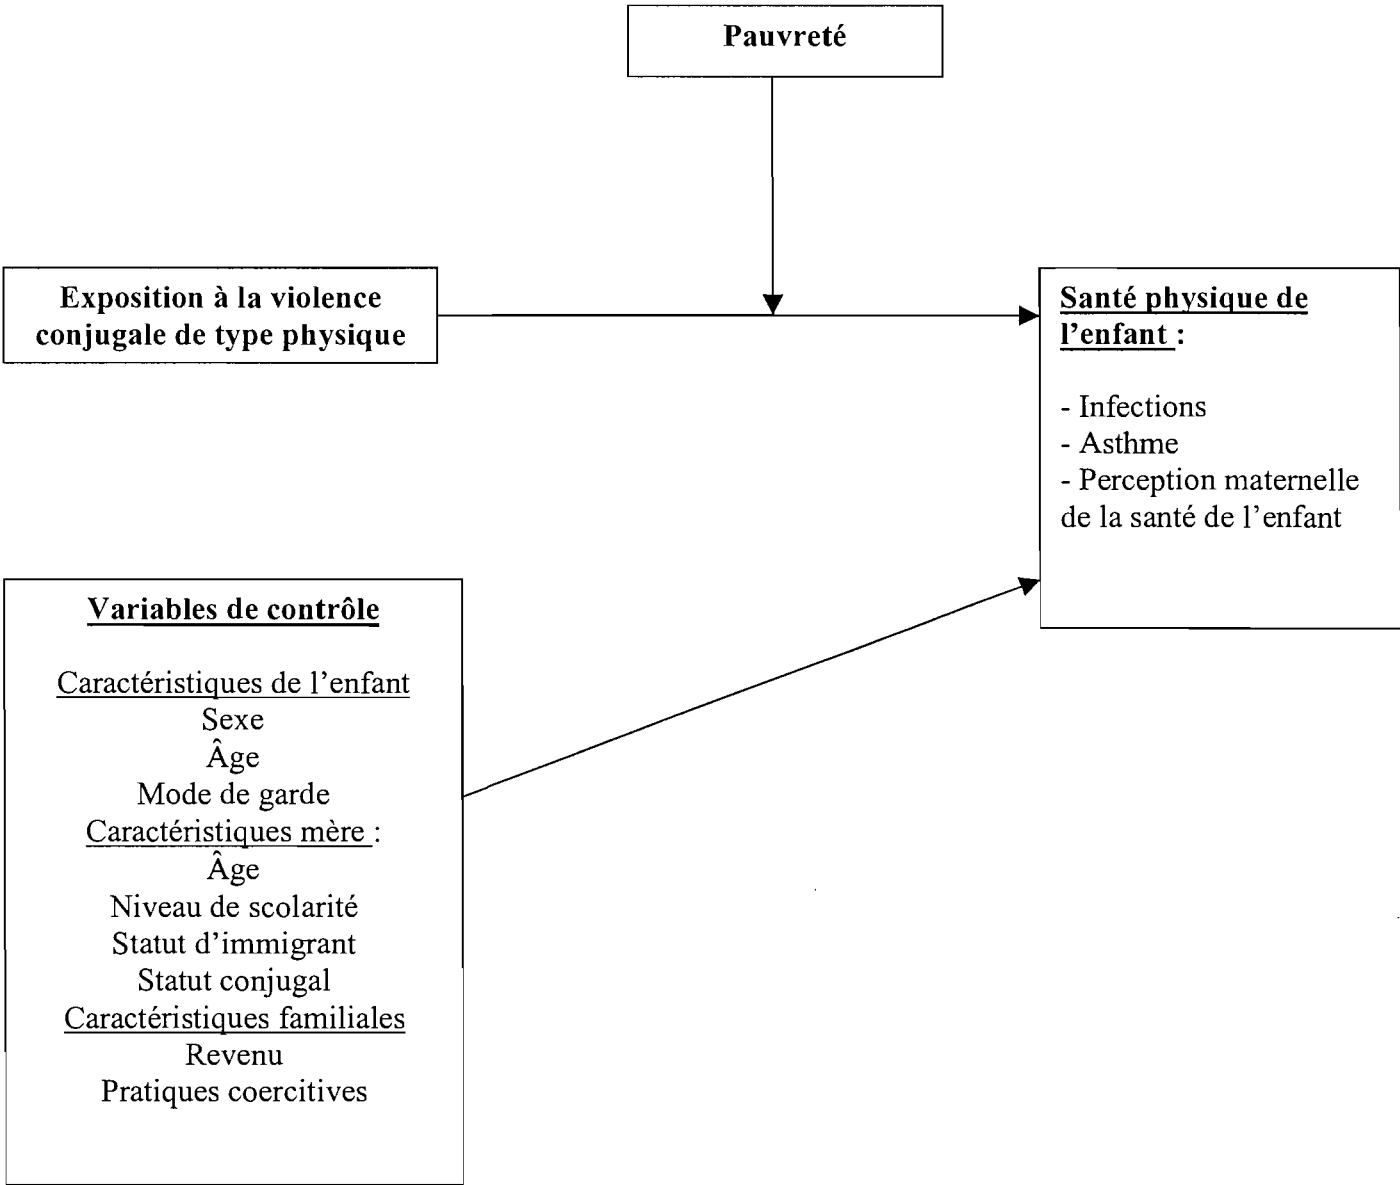 Pauvreté
Exposition à la violence
conjugale de type physique
Santé physique de
l'enfant :
- Infections
- Asthme
- Perception maternelle
de la santé de l'enfant
Variables de contrôle
Caractéristiques de l'enfant
Sexe
Âge
Mode de garde
Caractéristiques mère :
Âge
Niveau de scolarité
Statut d'immigrant
Statut conjugal
Caractéristiques familiales
Revenu
Pratiques coercitives